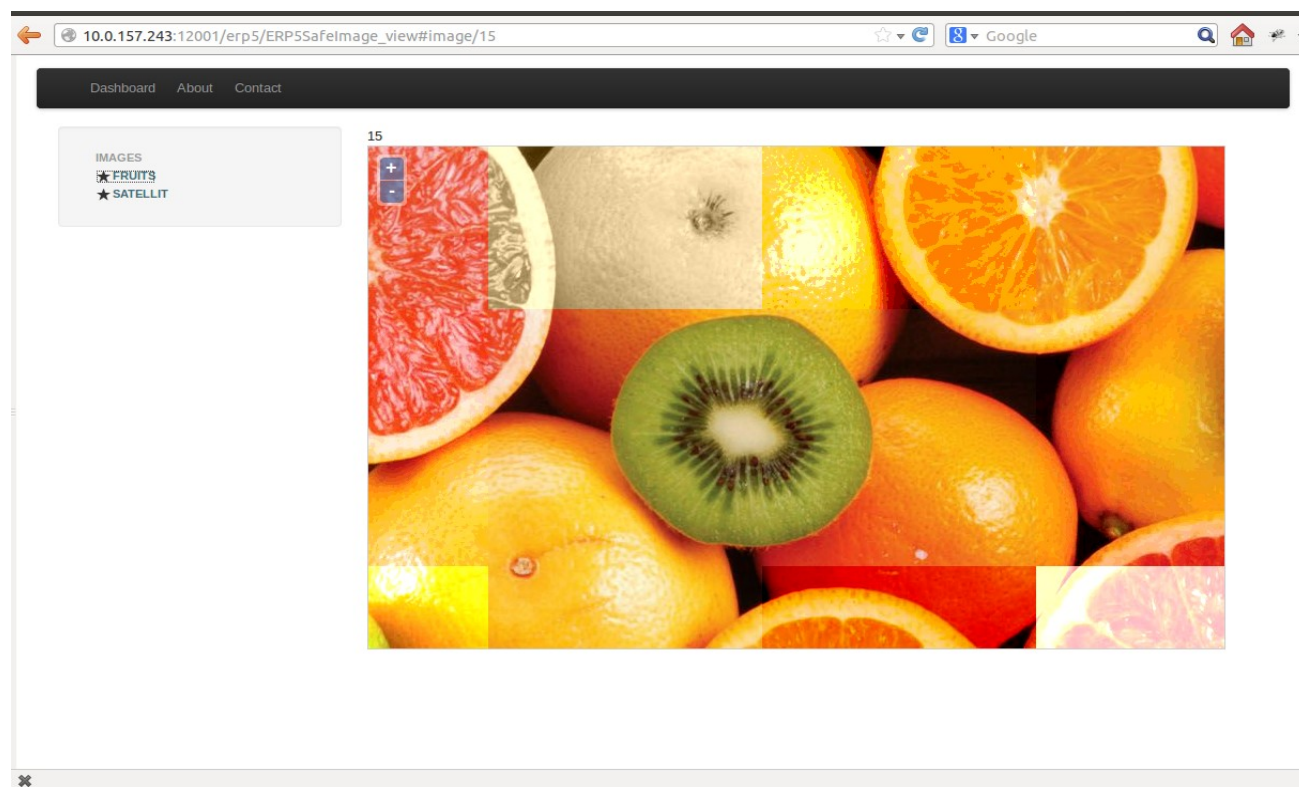 10.0.157.243:12001/erp5/ERP5SafeImage_view#image/15
Google
Dashboard About Contact
IMAGES
FRUITS
SATELLIT
15
+
-